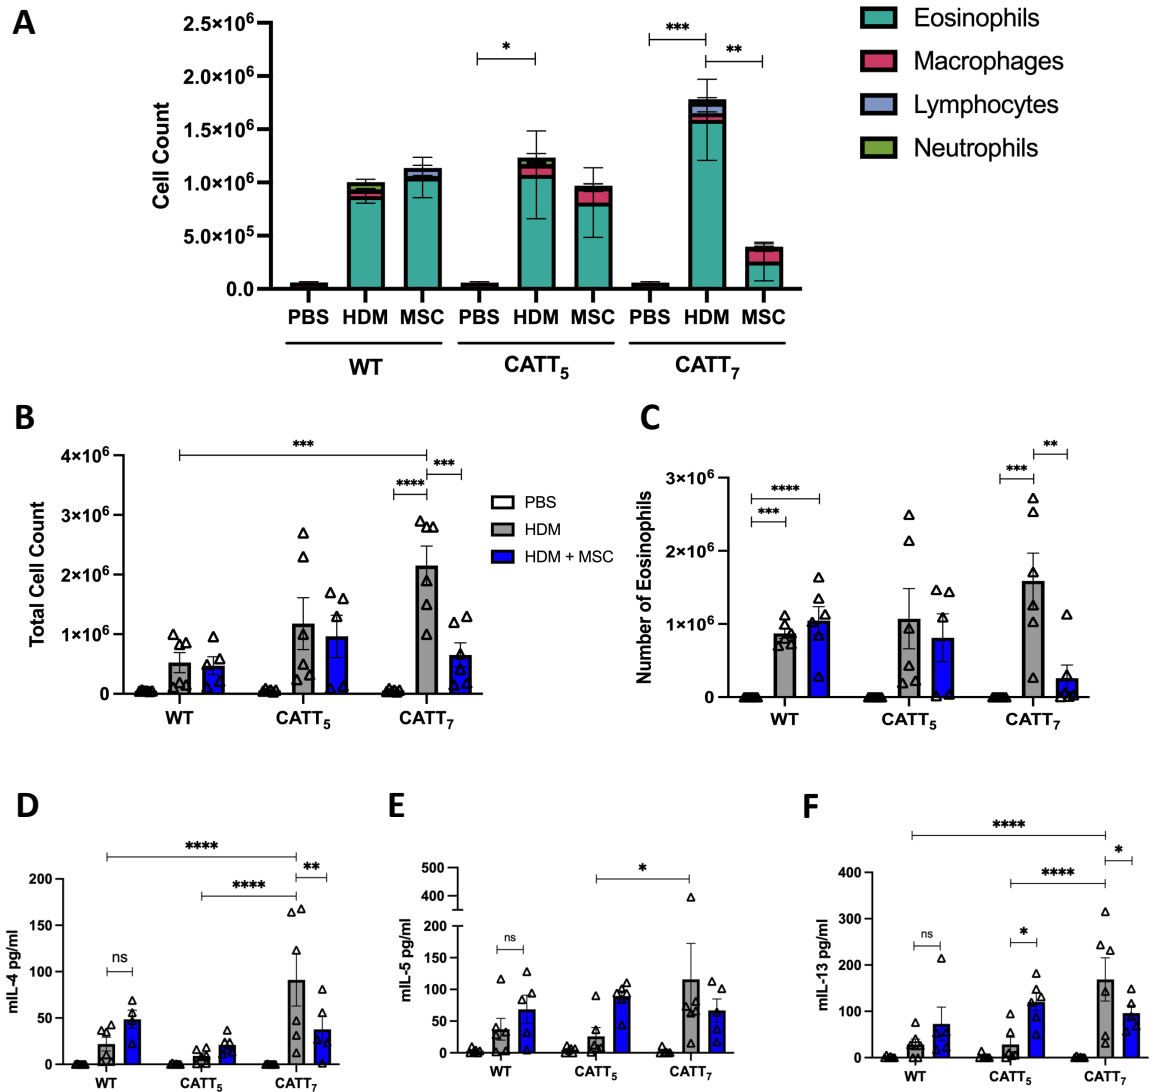 A
Cell Count
2.5×10⁶
2.0×10⁶
1.5×10⁶
1.0×10⁶
5.0×10⁵
0.0
* *** **
PBS HDM MSC PBS HDM MSC PBS HDM MSC
WT CATT₅ CATT₇
Eosinophils
Macrophages
Lymphocytes
Neutrophils
B
Total Cell Count
4×10⁶
3×10⁶
2×10⁶
1×10⁶
0
***
***
****
WT CATT₅ CATT₇
PBS
HDM
HDM + MSC
C
Number of Eosinophils
3×10⁶
2×10⁶
1×10⁶
0
****
***
**
***
WT CATT₅ CATT₇
D
mIL-4 pg/ml
200
150
100
50
0
****
**
****
ns
WT CATT₅ CATT₇
E
mIL-5 pg/ml
500
400
300
200
150
100
50
0
*
ns
WT CATT₅ CATT₇
F
mIL-13 pg/ml
400
300
200
100
0
****
*
****
ns *
WT CATT₅ CATT₇